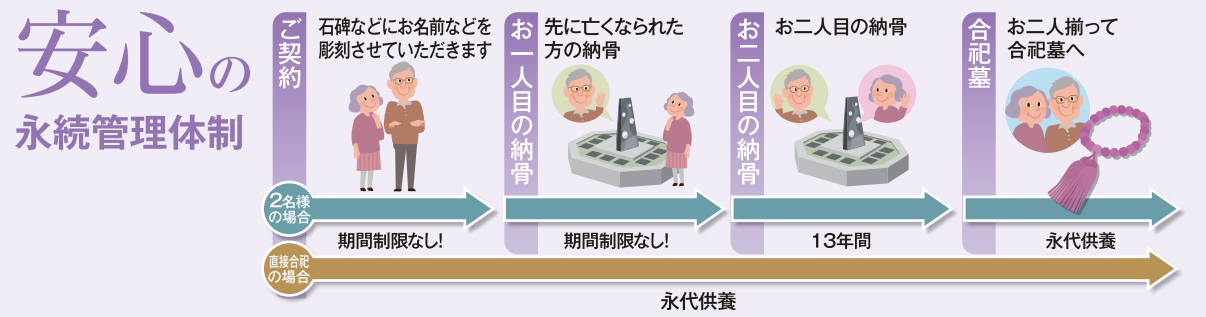 安心の
永続管理体制
ご契約
石碑などにお名前などを
彫刻させていただきます
お一人目の納骨
先に亡くなられた
方の納骨
お二人目の納骨
お二人目の納骨
合祀墓
お二人揃って
合祀墓へ
2名様
の場合
期間制限なし!
期間制限なし!
13年間
永代供養
直接合祀
の場合
永代供養